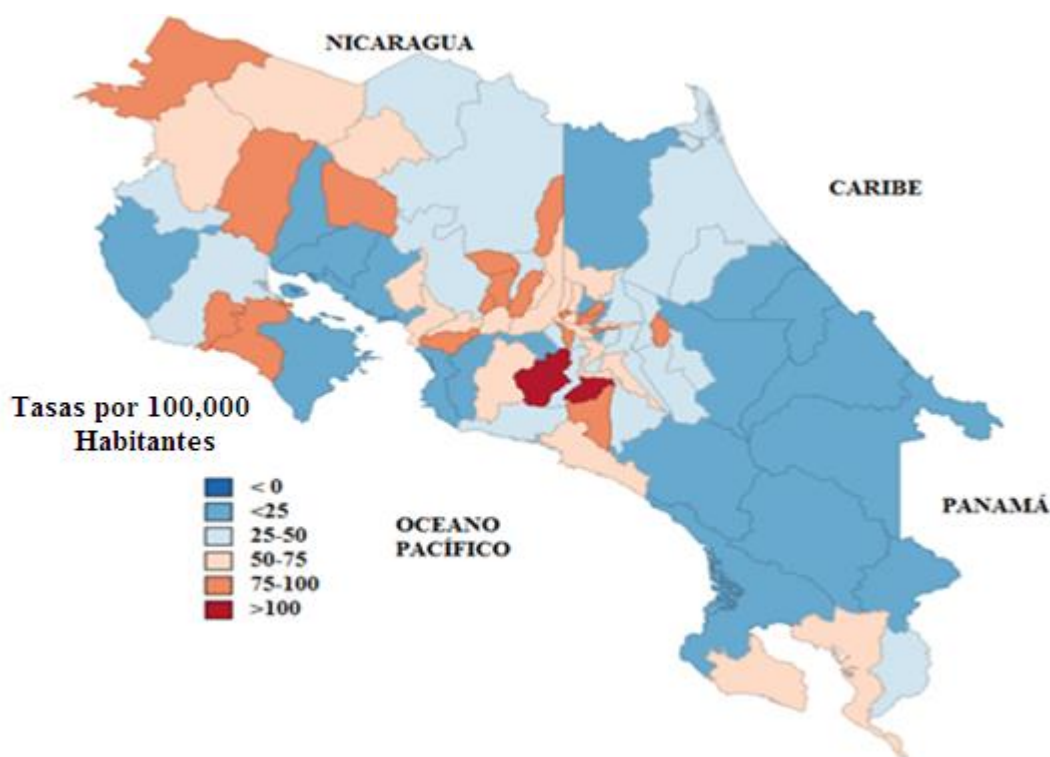 NICARAGUA
CARIBE
Tasas por 100,000
Habitantes
< 0
<25
25-50
50-75
75-100
>100
OCEANO
PACÍFICO
PANAMÁ